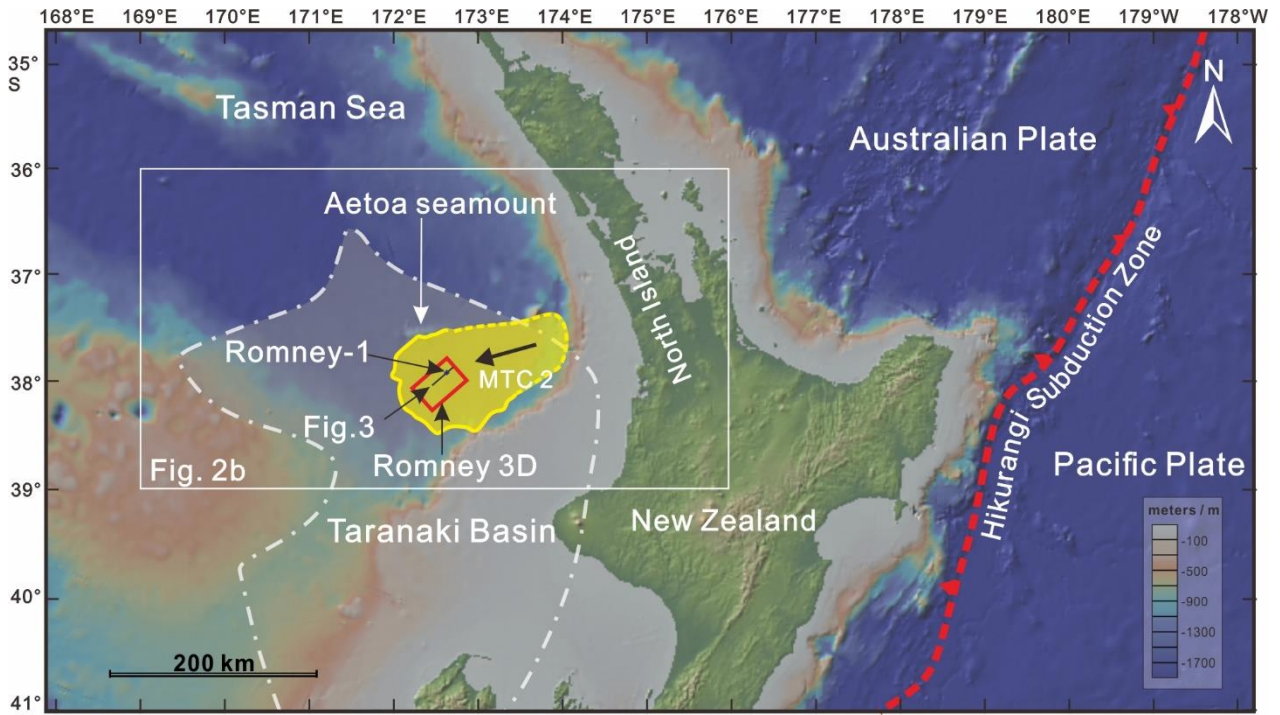 168°E 169°E 170°E 171°E 172°E 173°E 174°E 175°E 176°E 177°E 178°E 179°E 180°E 179°W 178°W
35°
S
36°
37°
38°
39°
40°
41°
Tasman Sea
N
Australian Plate
Aetoa seamount
North Island
Hikurangi Subduction Zone
Romney-1
MTC 2
Fig.3
Romney 3D
Fig. 2b
Pacific Plate
Taranaki Basin
New Zealand
meters / m
-100
-500
-900
-1300
-1700
200 km